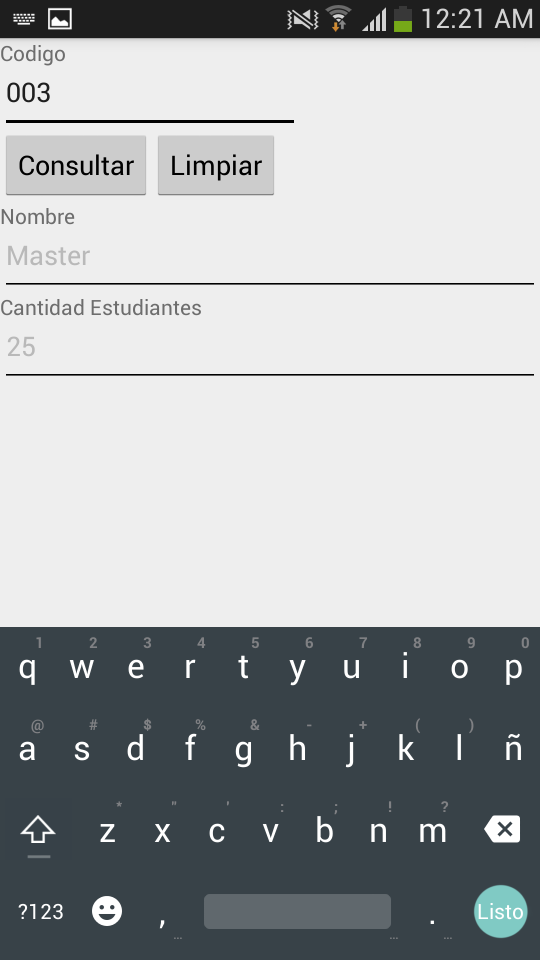 12:21 AM
Codigo
003
Consultar Limpiar
Nombre
Master
Cantidad Estudiantes
25
1 2 3 4 5 6 7 8 9 0
q w e r t y u i o p
@ # $ % & - + ( )
a s d f g h j k l ñ
* " ' : ; ! ?
z x c v b n m
?123 , . Listo
... ... ...